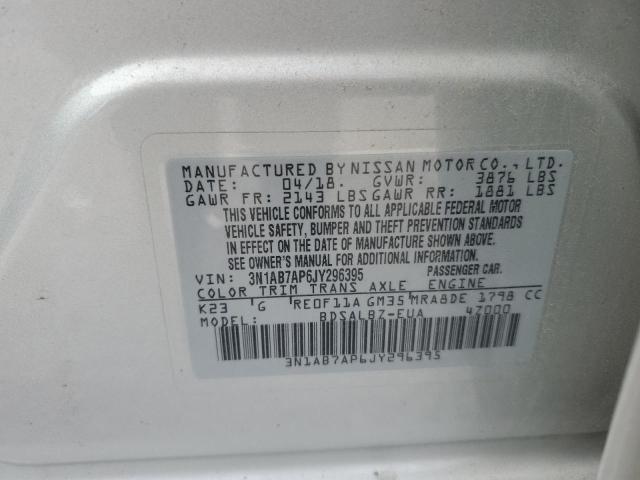 MANUFACTURED BY NISSAN MOTOR CO., LTD.
DATE: 04/18. GVWR: 3876 LBS
GAWR FR: 2143 LBS GAWR RR: 1881 LBS
THIS VEHICLE CONFORMS TO ALL APPLICABLE FEDERAL MOTOR
VEHICLE SAFETY, BUMPER AND THEFT PREVENTION STANDARDS
IN EFFECT ON THE DATE OF MANUFACTURE SHOWN ABOVE.
SEE OWNER'S MANUAL FOR ADDITIONAL INFORMATION.
VIN: 3N1AB7AP6JY296395 PASSENGER CAR.
COLOR TRIM TRANS AXLE ENGINE
K23 G RE0F11A GM35 MRA8DE 1798 CC
MODEL: BDSALBZ-EUA 4Z000
3N1AB7AP6JY296395